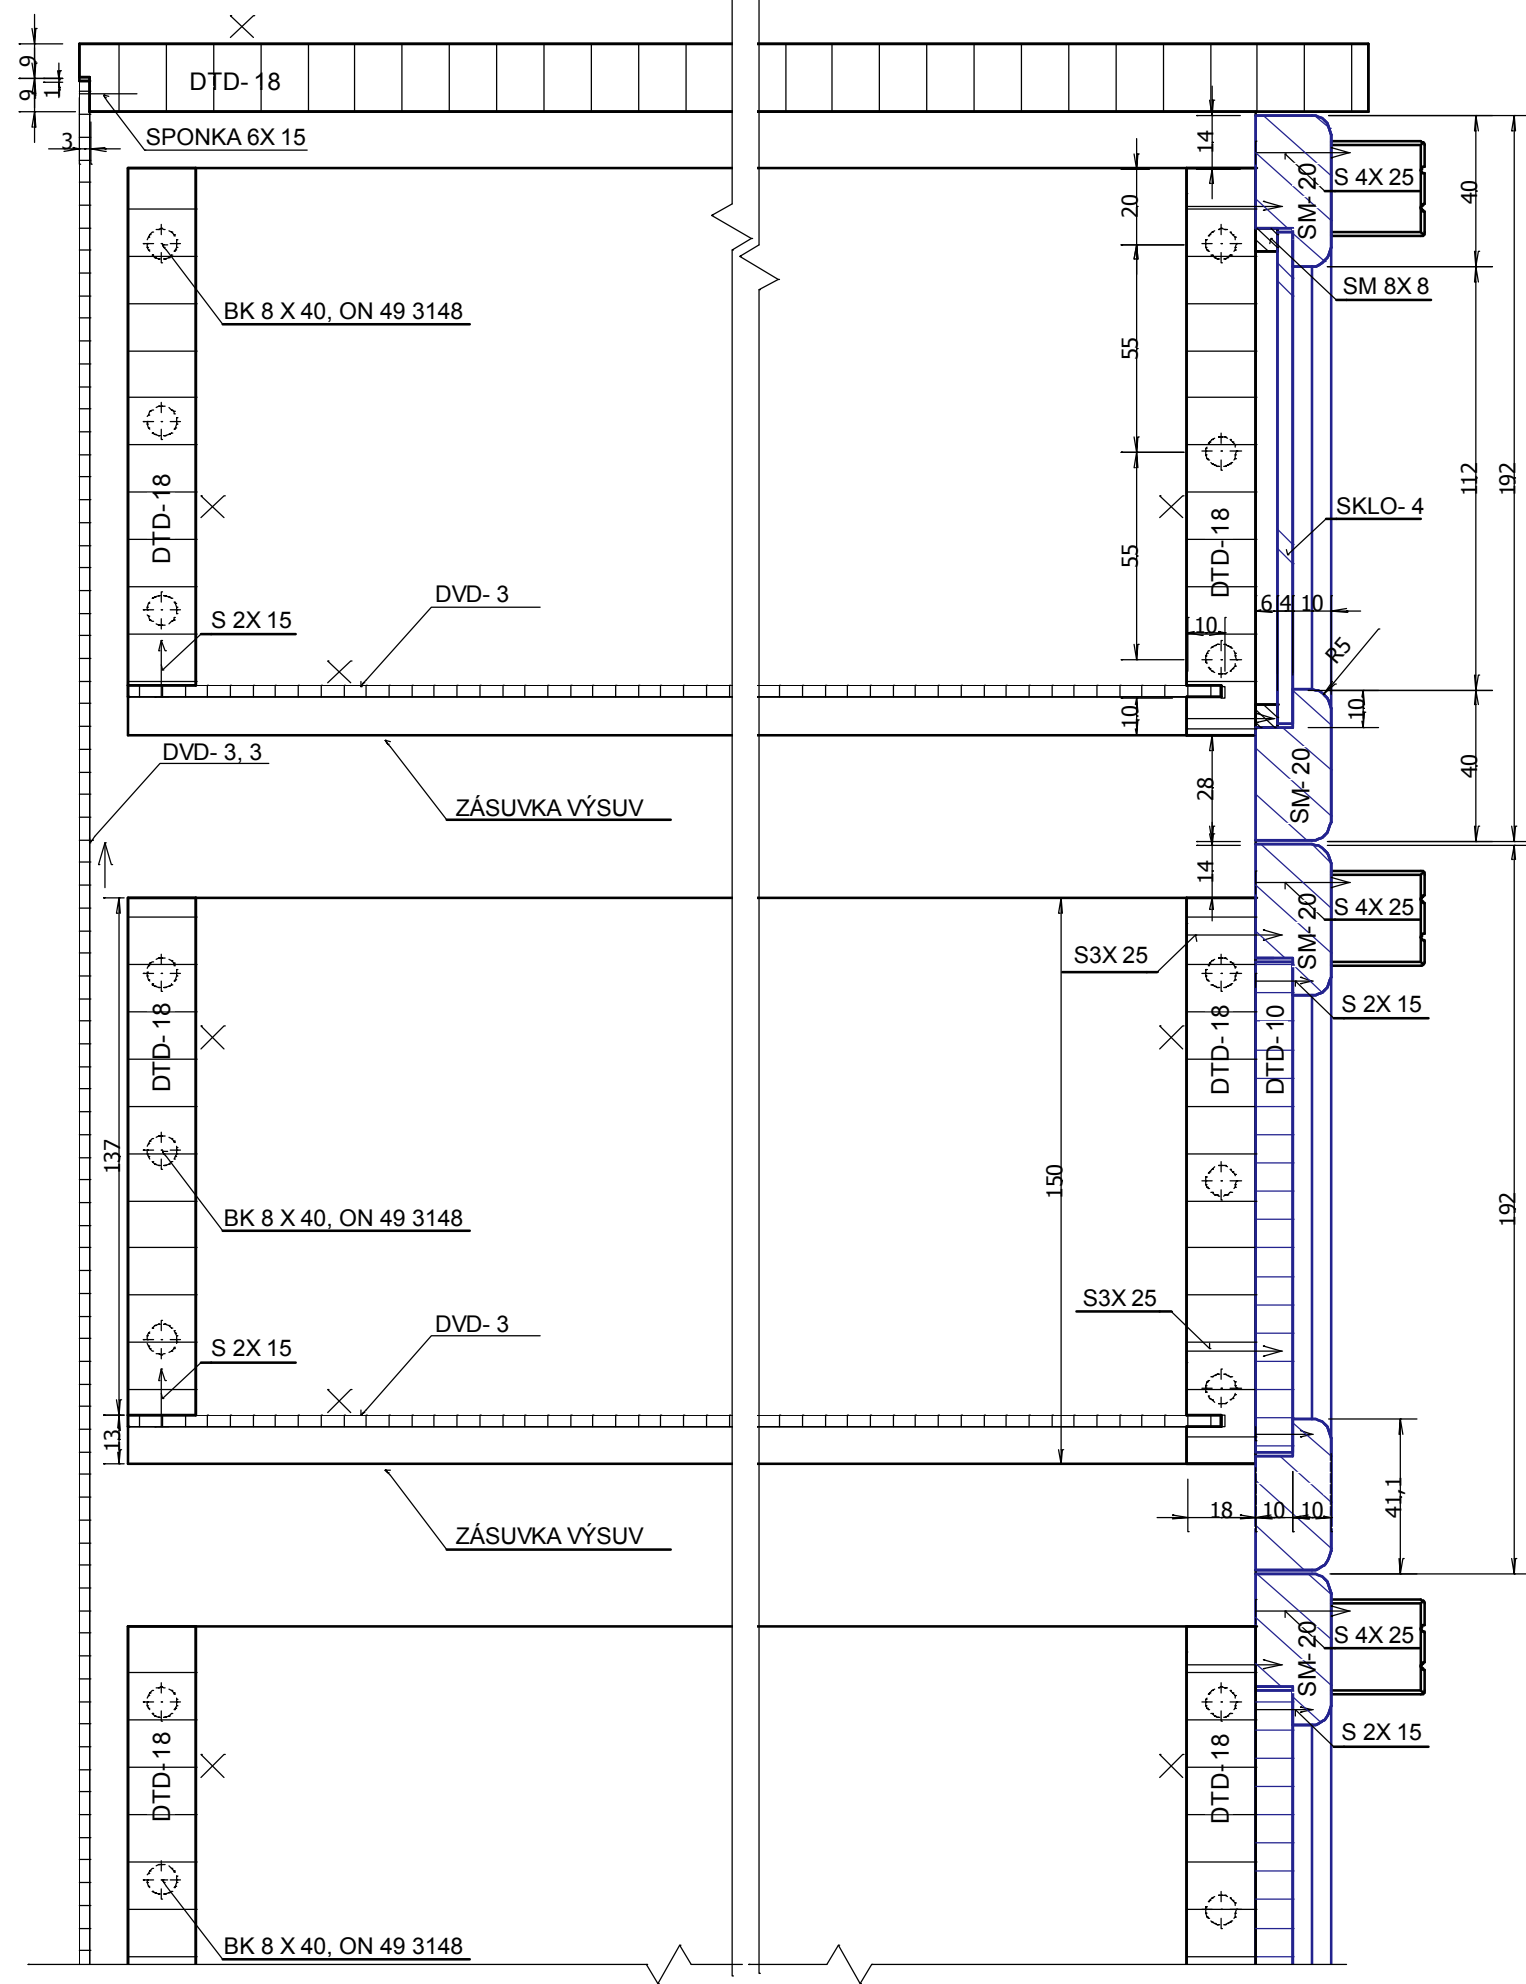 9
DTD- 18
9
1
SPONKA 6X 15
3
14
S 4X 25
SM- 20
40
20
SM 8X 8
BK 8 X 40, ON 49 3148
55
112
192
DTD- 18
SKLO- 4
DTD- 18
55
DVD- 3
6
4
10
S 2X 15
10
R5
10
10
DVD- 3, 3
28
SM- 20
40
ZÁSUVKA VÝSUV
14
S 4X 25
SM- 20
S3X 25
S 2X 15
DTD- 18
DTD- 18
DTD- 10
137
150
192
BK 8 X 40, ON 49 3148
S3X 25
DVD- 3
S 2X 15
13
18
10
10
41,1
ZÁSUVKA VÝSUV
S 4X 25
SM- 20
S 2X 15
DTD- 18
DTD- 18
BK 8 X 40, ON 49 3148